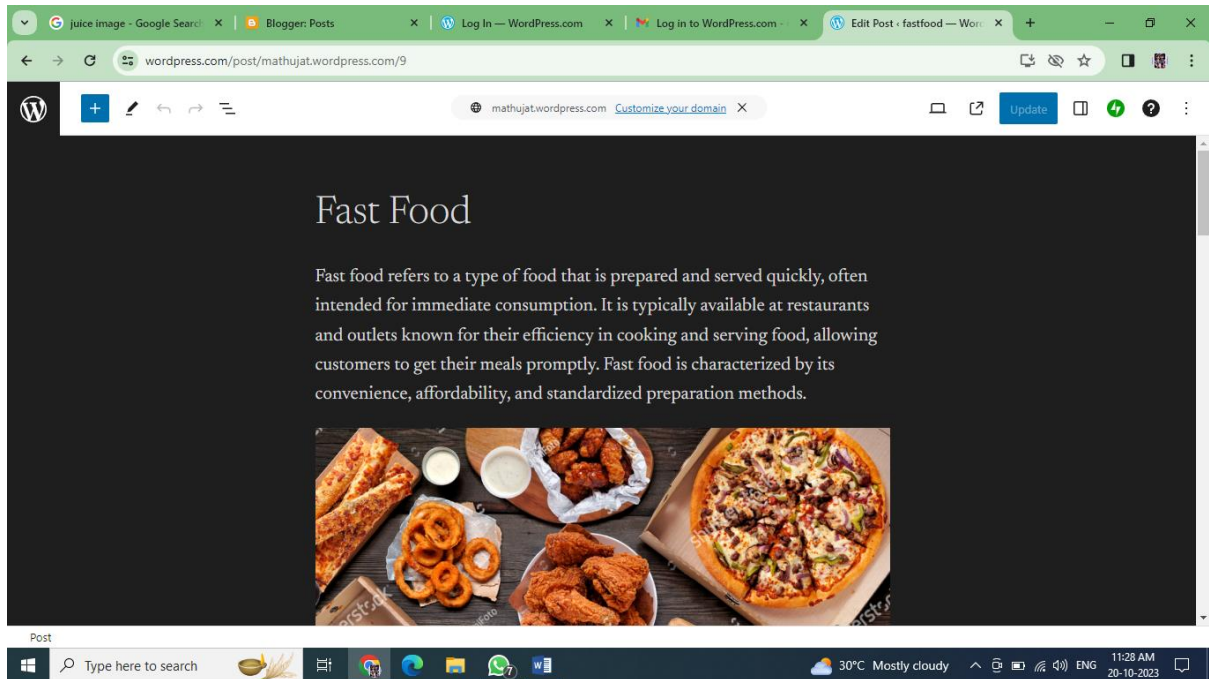 juice image - Google Searc
Blogger: Posts
Log In — WordPress.com
Log in to WordPress.com -
Edit Post ‹ fastfood — Wor
wordpress.com/post/mathujat.wordpress.com/9
mathujat.wordpress.com Customize your domain
Update
Fast Food
Fast food refers to a type of food that is prepared and served quickly, often
intended for immediate consumption. It is typically available at restaurants
and outlets known for their efficiency in cooking and serving food, allowing
customers to get their meals promptly. Fast food is characterized by its
convenience, affordability, and standardized preparation methods.
Post
Type here to search
30°C Mostly cloudy
ENG
11:28 AM
20-10-2023